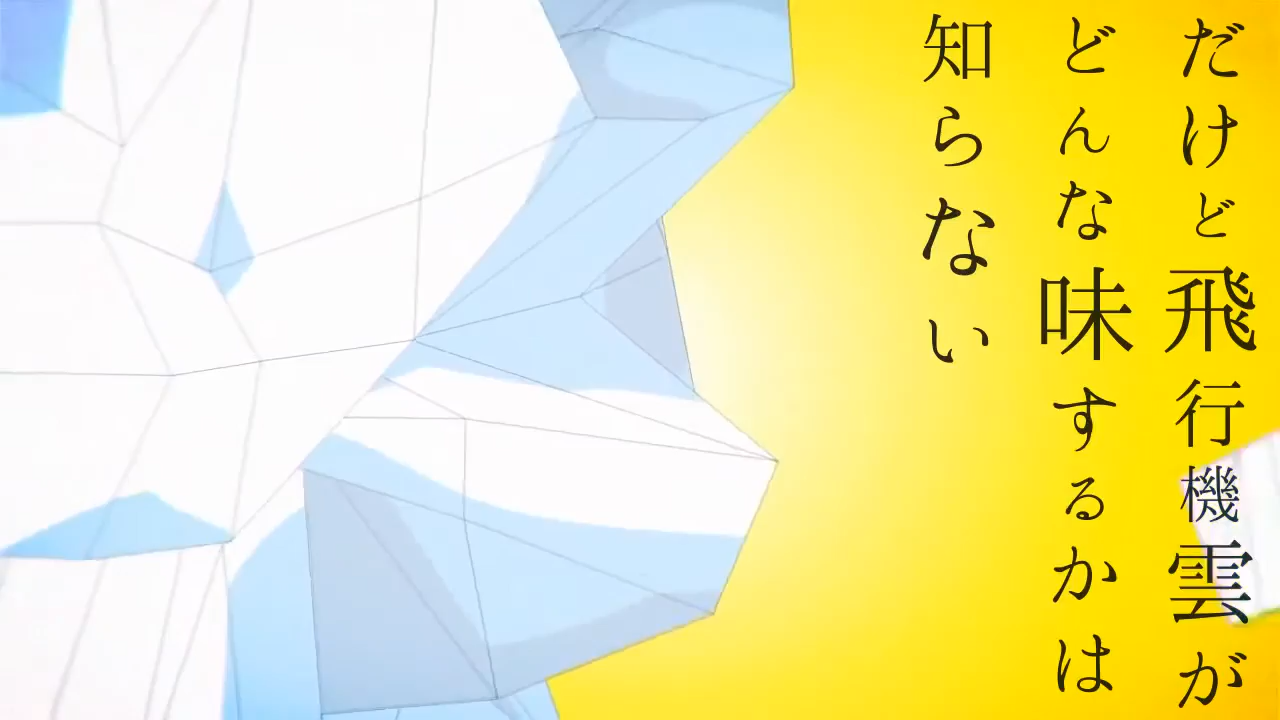 だけど飛行機雲が
どんな味するかは
知らない